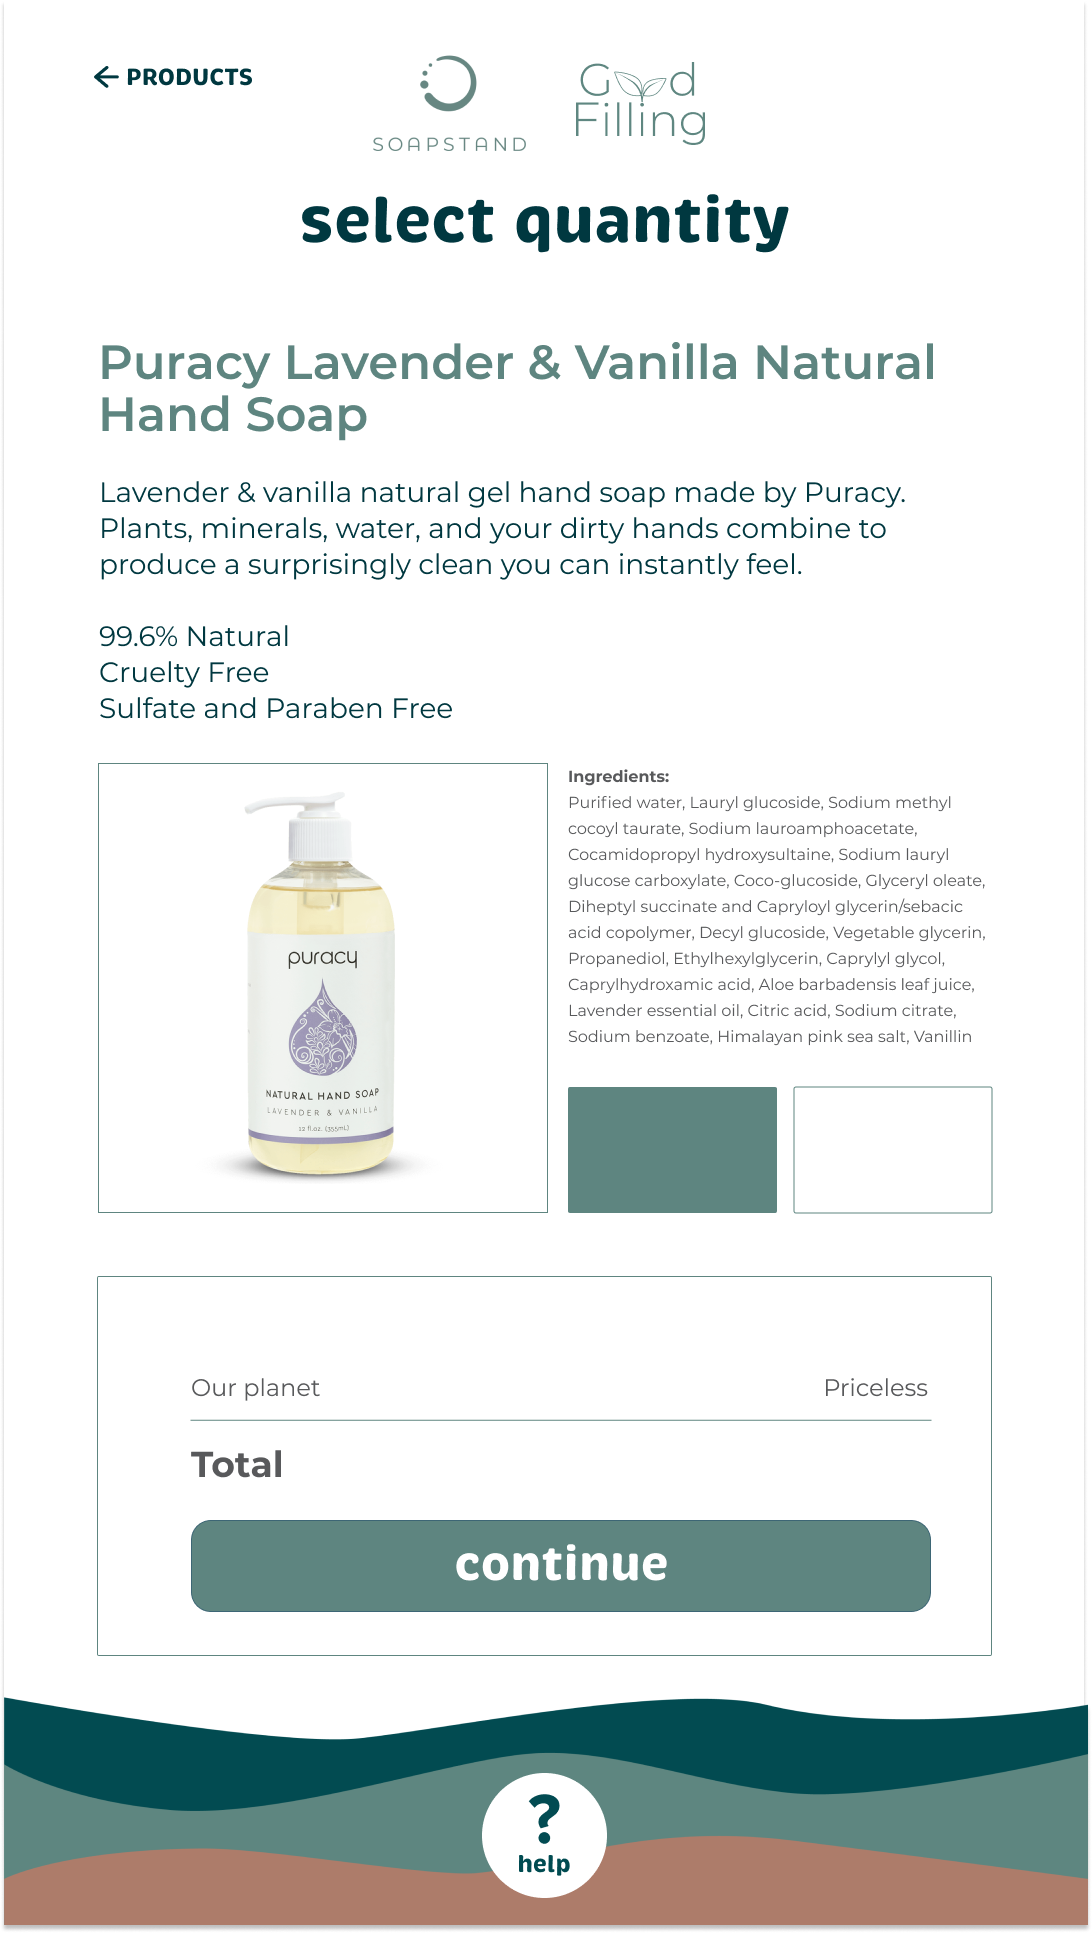 ← PRODUCTS
SOAPSTAND
Good
Filling
select quantity
Puracy Lavender & Vanilla Natural
Hand Soap
Lavender & vanilla natural gel hand soap made by Puracy.
Plants, minerals, water, and your dirty hands combine to
produce a surprisingly clean you can instantly feel.
99.6% Natural
Cruelty Free
Sulfate and Paraben Free
puracy
NATURAL HAND SOAP
LAVENDER & VANILLA
12 fl.oz. (355mL)
Ingredients:
Purified water, Lauryl glucoside, Sodium methyl
cocoyl taurate, Sodium lauroamphoacetate,
Cocamidopropyl hydroxysultaine, Sodium lauryl
glucose carboxylate, Coco-glucoside, Glyceryl oleate,
Diheptyl succinate and Capryloyl glycerin/sebacic
acid copolymer, Decyl glucoside, Vegetable glycerin,
Propanediol, Ethylhexylglycerin, Caprylyl glycol,
Caprylhydroxamic acid, Aloe barbadensis leaf juice,
Lavender essential oil, Citric acid, Sodium citrate,
Sodium benzoate, Himalayan pink sea salt, Vanillin
Our planet Priceless
Total
continue
?
help